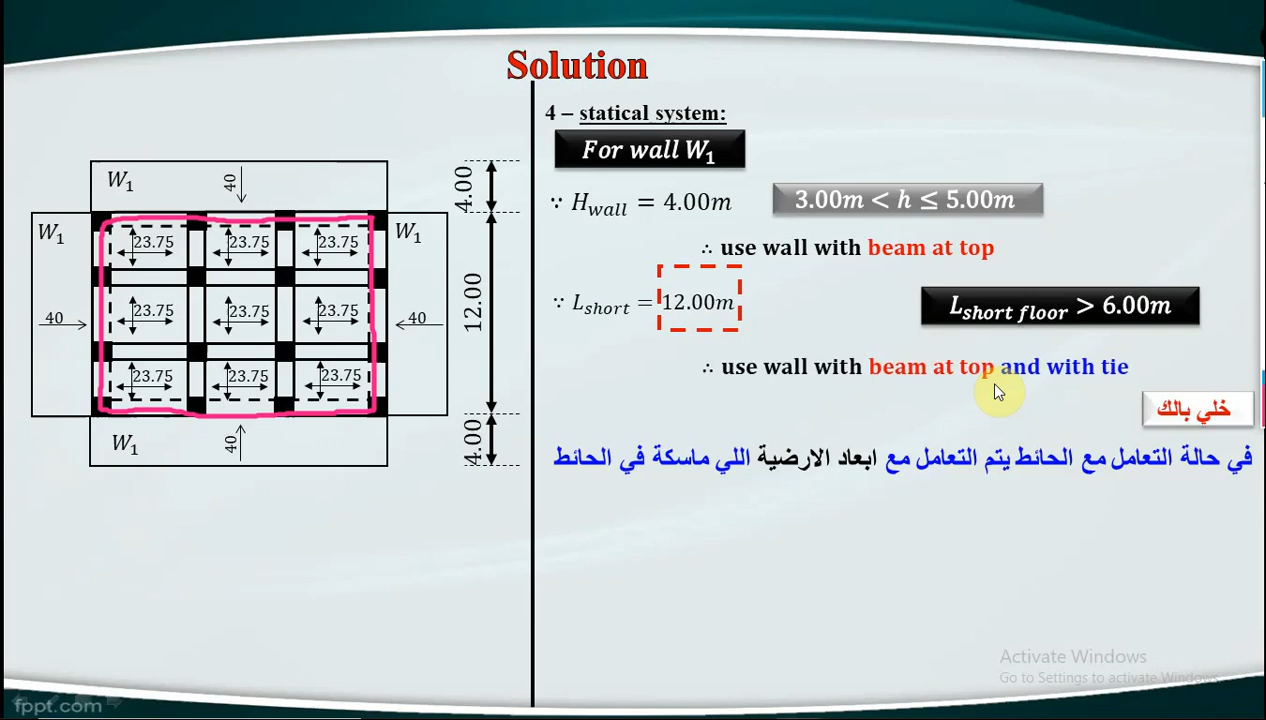 Solution
4 – statical system:
For wall W₁
∵ H_wall = 4.00m
3.00m < h ≤ 5.00m
∴ use wall with beam at top
∵ L_short = 12.00m
L_short floor > 6.00m
∴ use wall with beam at top and with tie
خلي بالك
في حالة التعامل مع الحائط يتم التعامل مع ابعاد الارضية اللي ماسكة في الحائط
W₁
40
4.00
W₁
W₁
23.75
23.75
23.75
40
23.75
23.75
23.75
40
12.00
23.75
23.75
23.75
W₁
40
4.00
Activate Windows
Go to Settings to activate Windows.
fppt.com